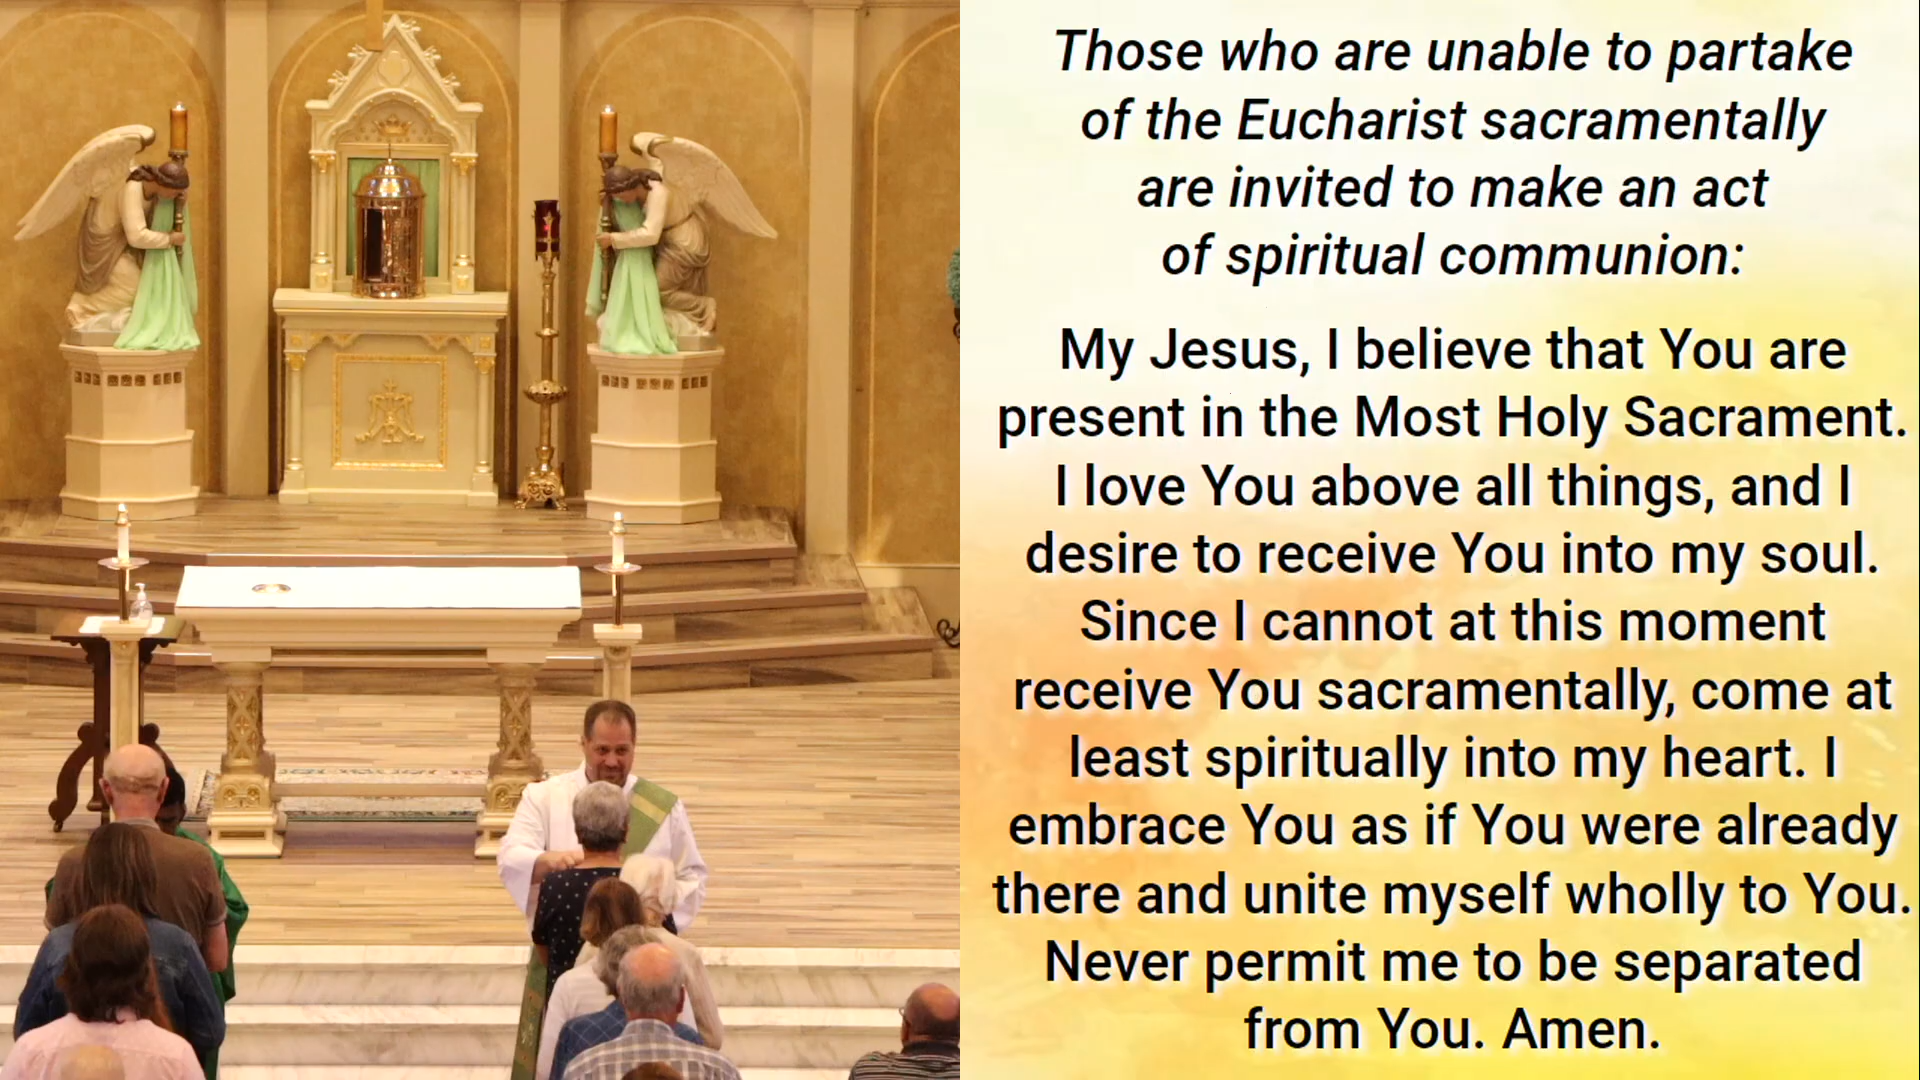 Those who are unable to partake
of the Eucharist sacramentally
are invited to make an act
of spiritual communion:
My Jesus, I believe that You are
present in the Most Holy Sacrament.
I love You above all things, and I
desire to receive You into my soul.
Since I cannot at this moment
receive You sacramentally, come at
least spiritually into my heart. I
embrace You as if You were already
there and unite myself wholly to You.
Never permit me to be separated
from You. Amen.